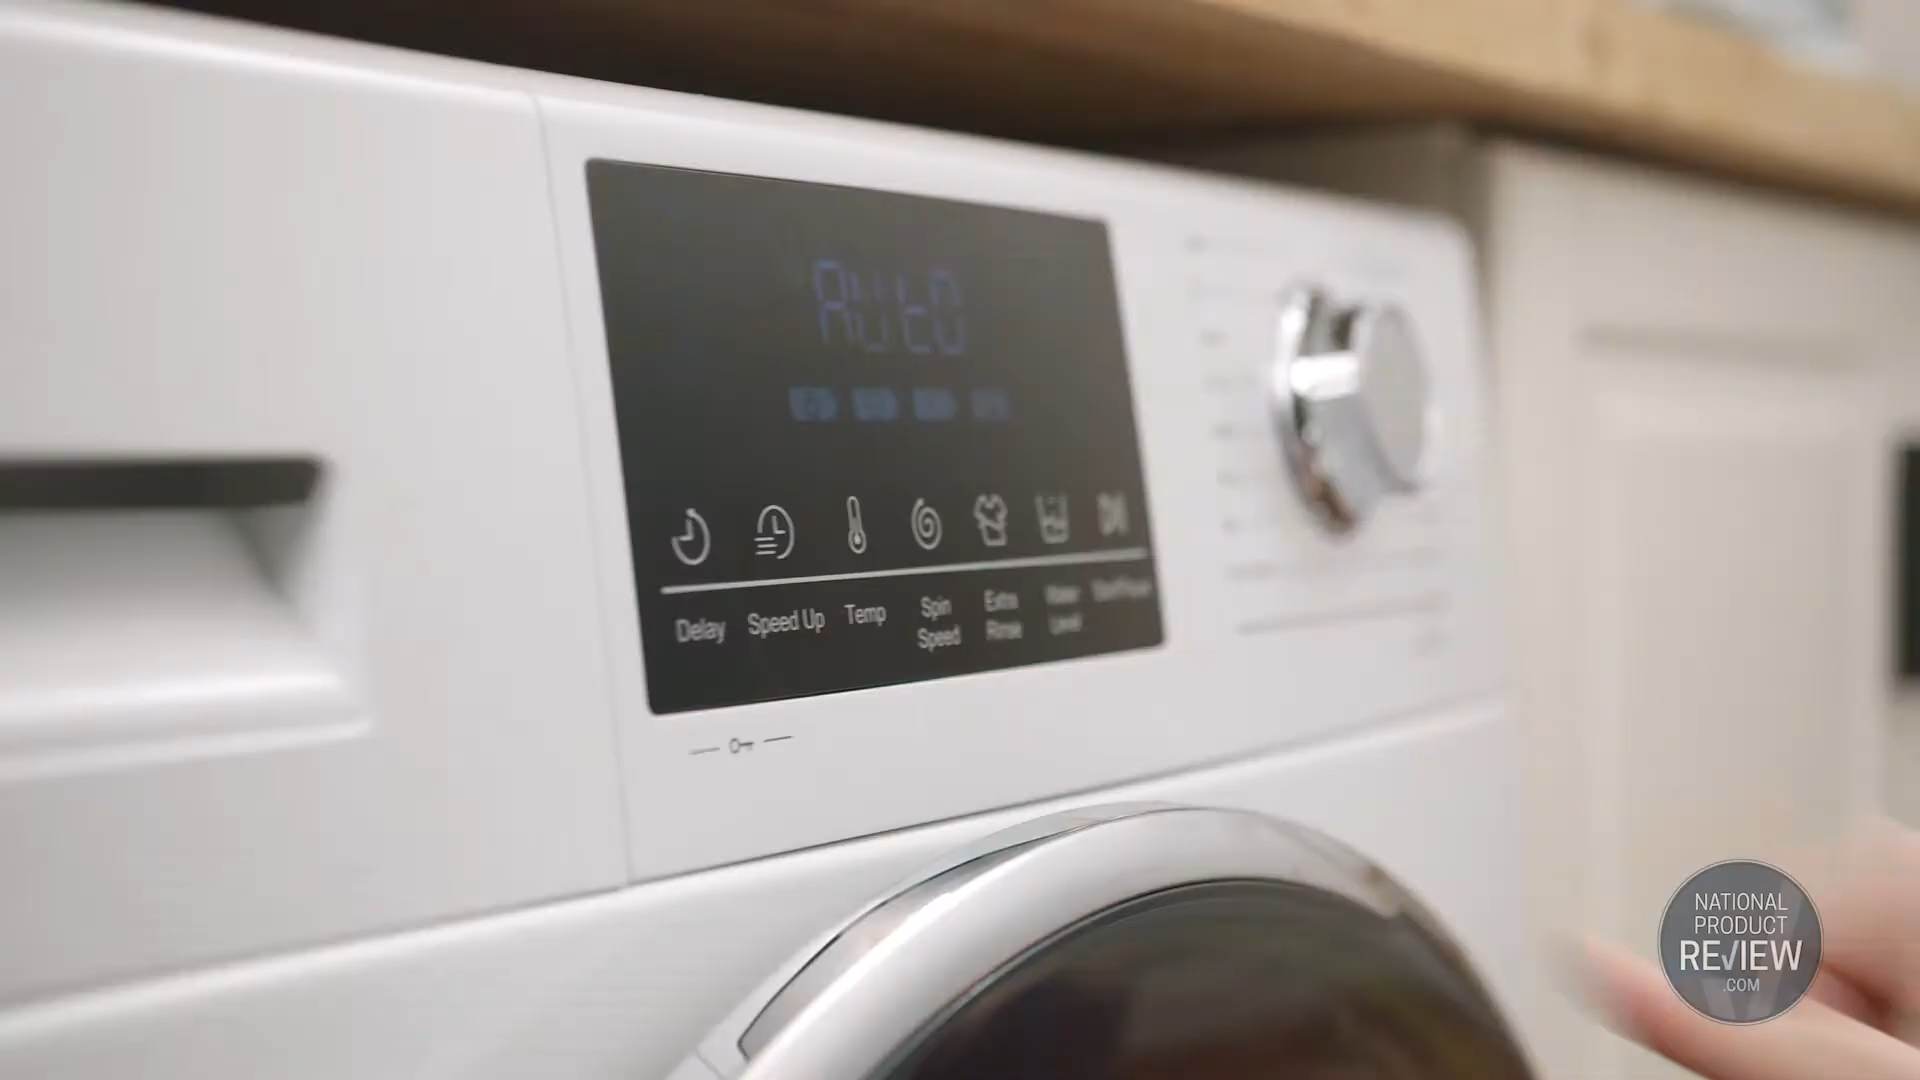 AUtO
Delay
Speed Up
Temp
Spin
Speed
Extra
Rinse
Water
Level
NATIONAL
PRODUCT
REVIEW
.COM